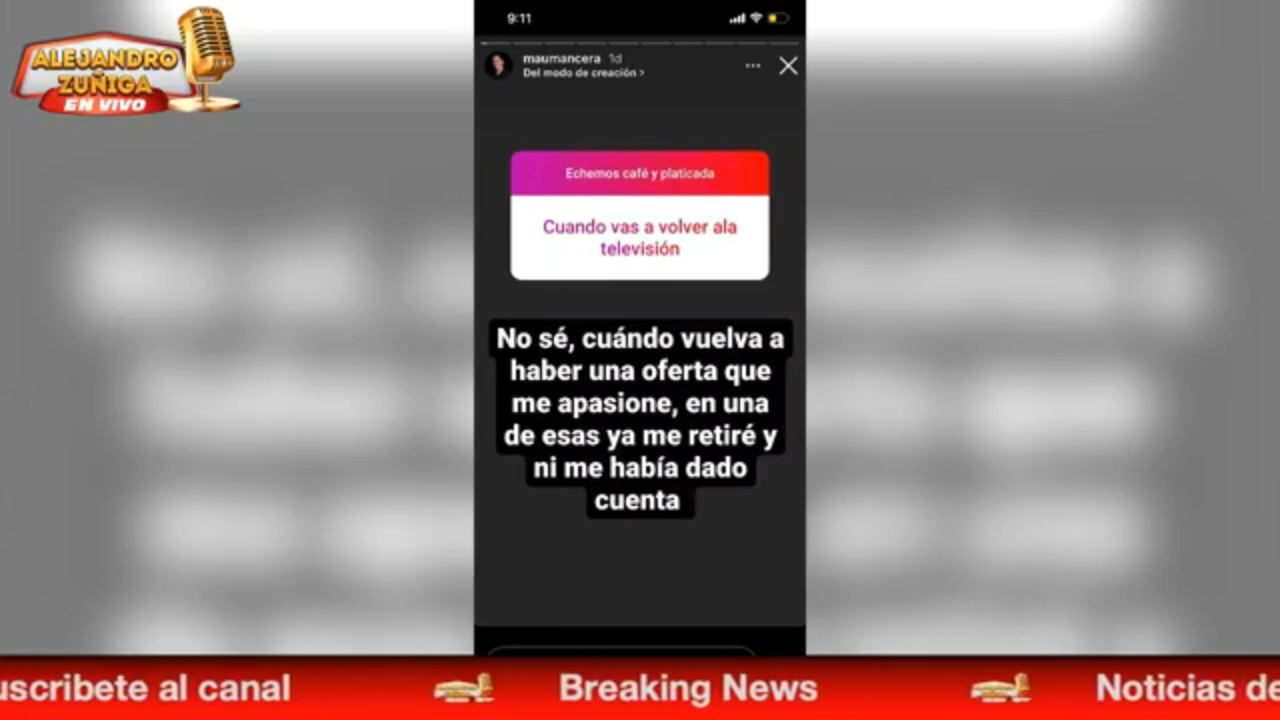 ALEJANDRO
ZUÑIGA
EN VIVO
9:11
maumancera 1d
Del modo de creación >
Echemos café y platicada
Cuando vas a volver ala
televisión
No sé, cuándo vuelva a
haber una oferta que
me apasione, en una
de esas ya me retiré y
ni me había dado
cuenta
uscribete al canal
Breaking News
Noticias de